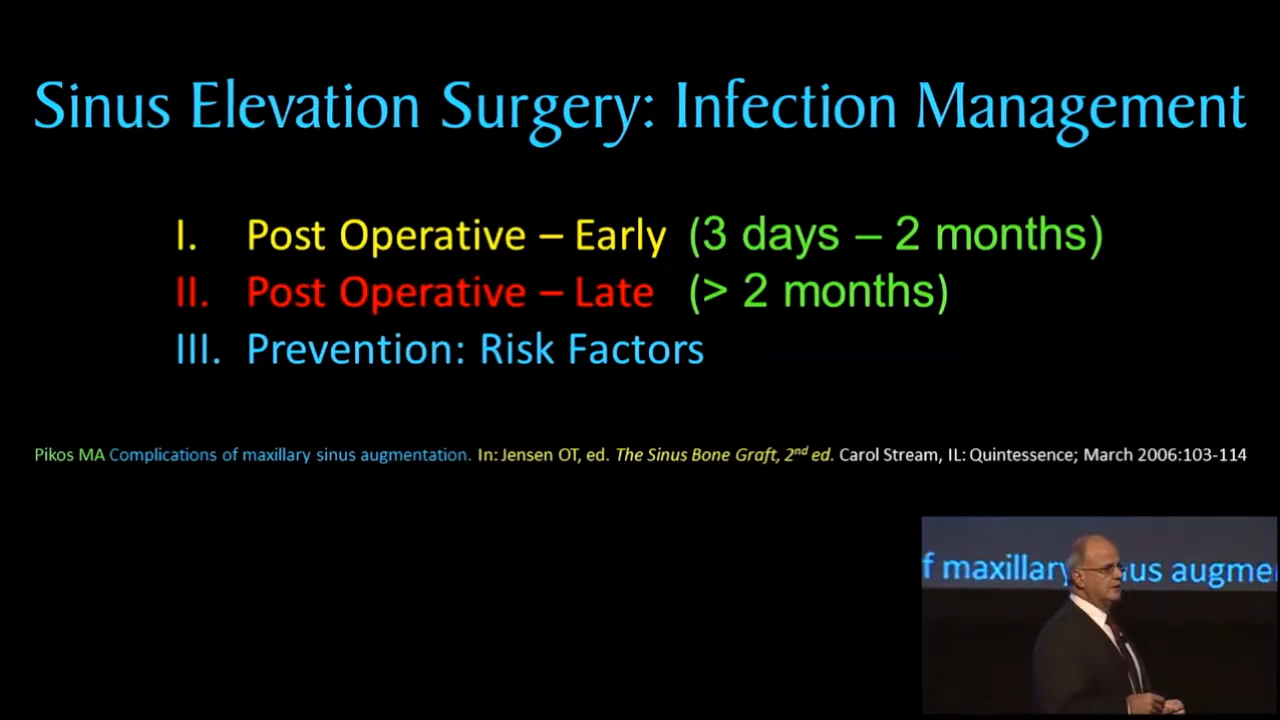 Sinus Elevation Surgery: Infection Management
I. Post Operative – Early (3 days – 2 months)
II. Post Operative – Late (> 2 months)
III. Prevention: Risk Factors
Pikos MA Complications of maxillary sinus augmentation. In: Jensen OT, ed. The Sinus Bone Graft, 2nd ed. Carol Stream, IL: Quintessence; March 2006:103-114
f maxillary nus augme